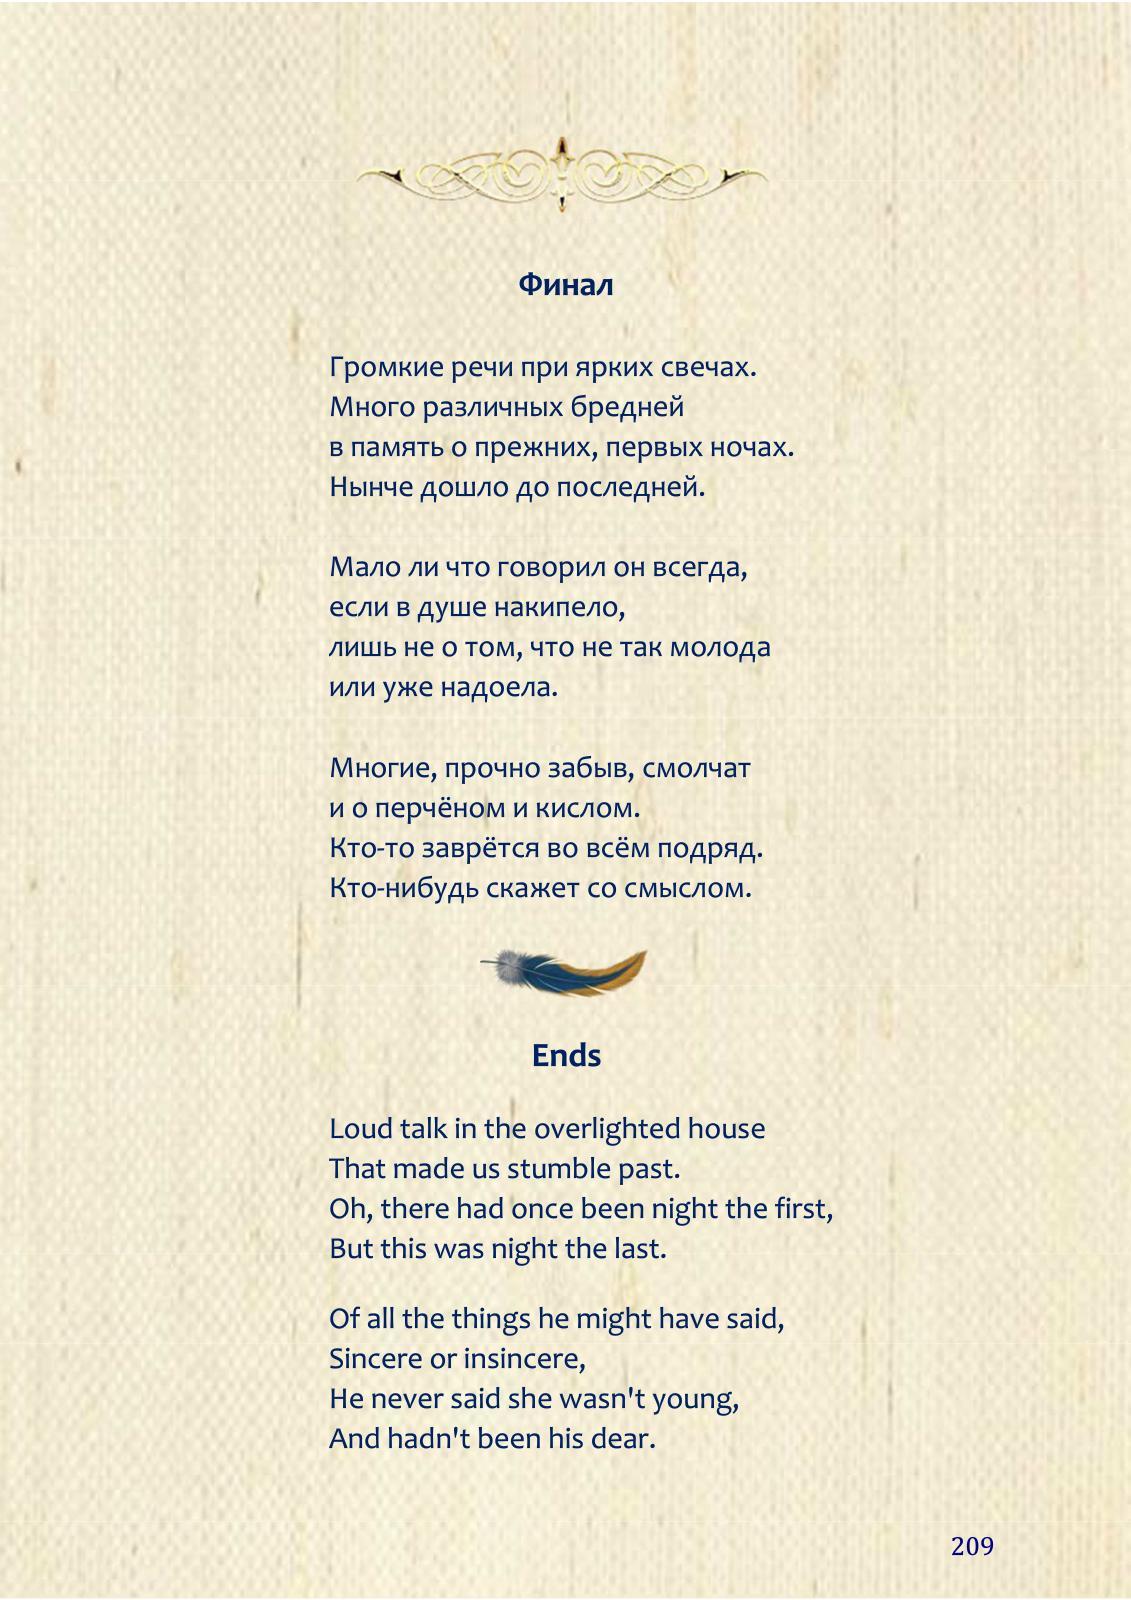 Финал
Громкие речи при ярких свечах.
Много различных бредней
в память о прежних, первых ночах.
Нынче дошло до последней.
Мало ли что говорил он всегда,
если в душе накипело,
лишь не о том, что не так молода
или уже надоела.
Многие, прочно забыв, смолчат
и о перчёном и кислом.
Кто-то заврётся во всём подряд.
Кто-нибудь скажет со смыслом.
Ends
Loud talk in the overlighted house
That made us stumble past.
Oh, there had once been night the first,
But this was night the last.
Of all the things he might have said,
Sincere or insincere,
He never said she wasn't young,
And hadn't been his dear.
209